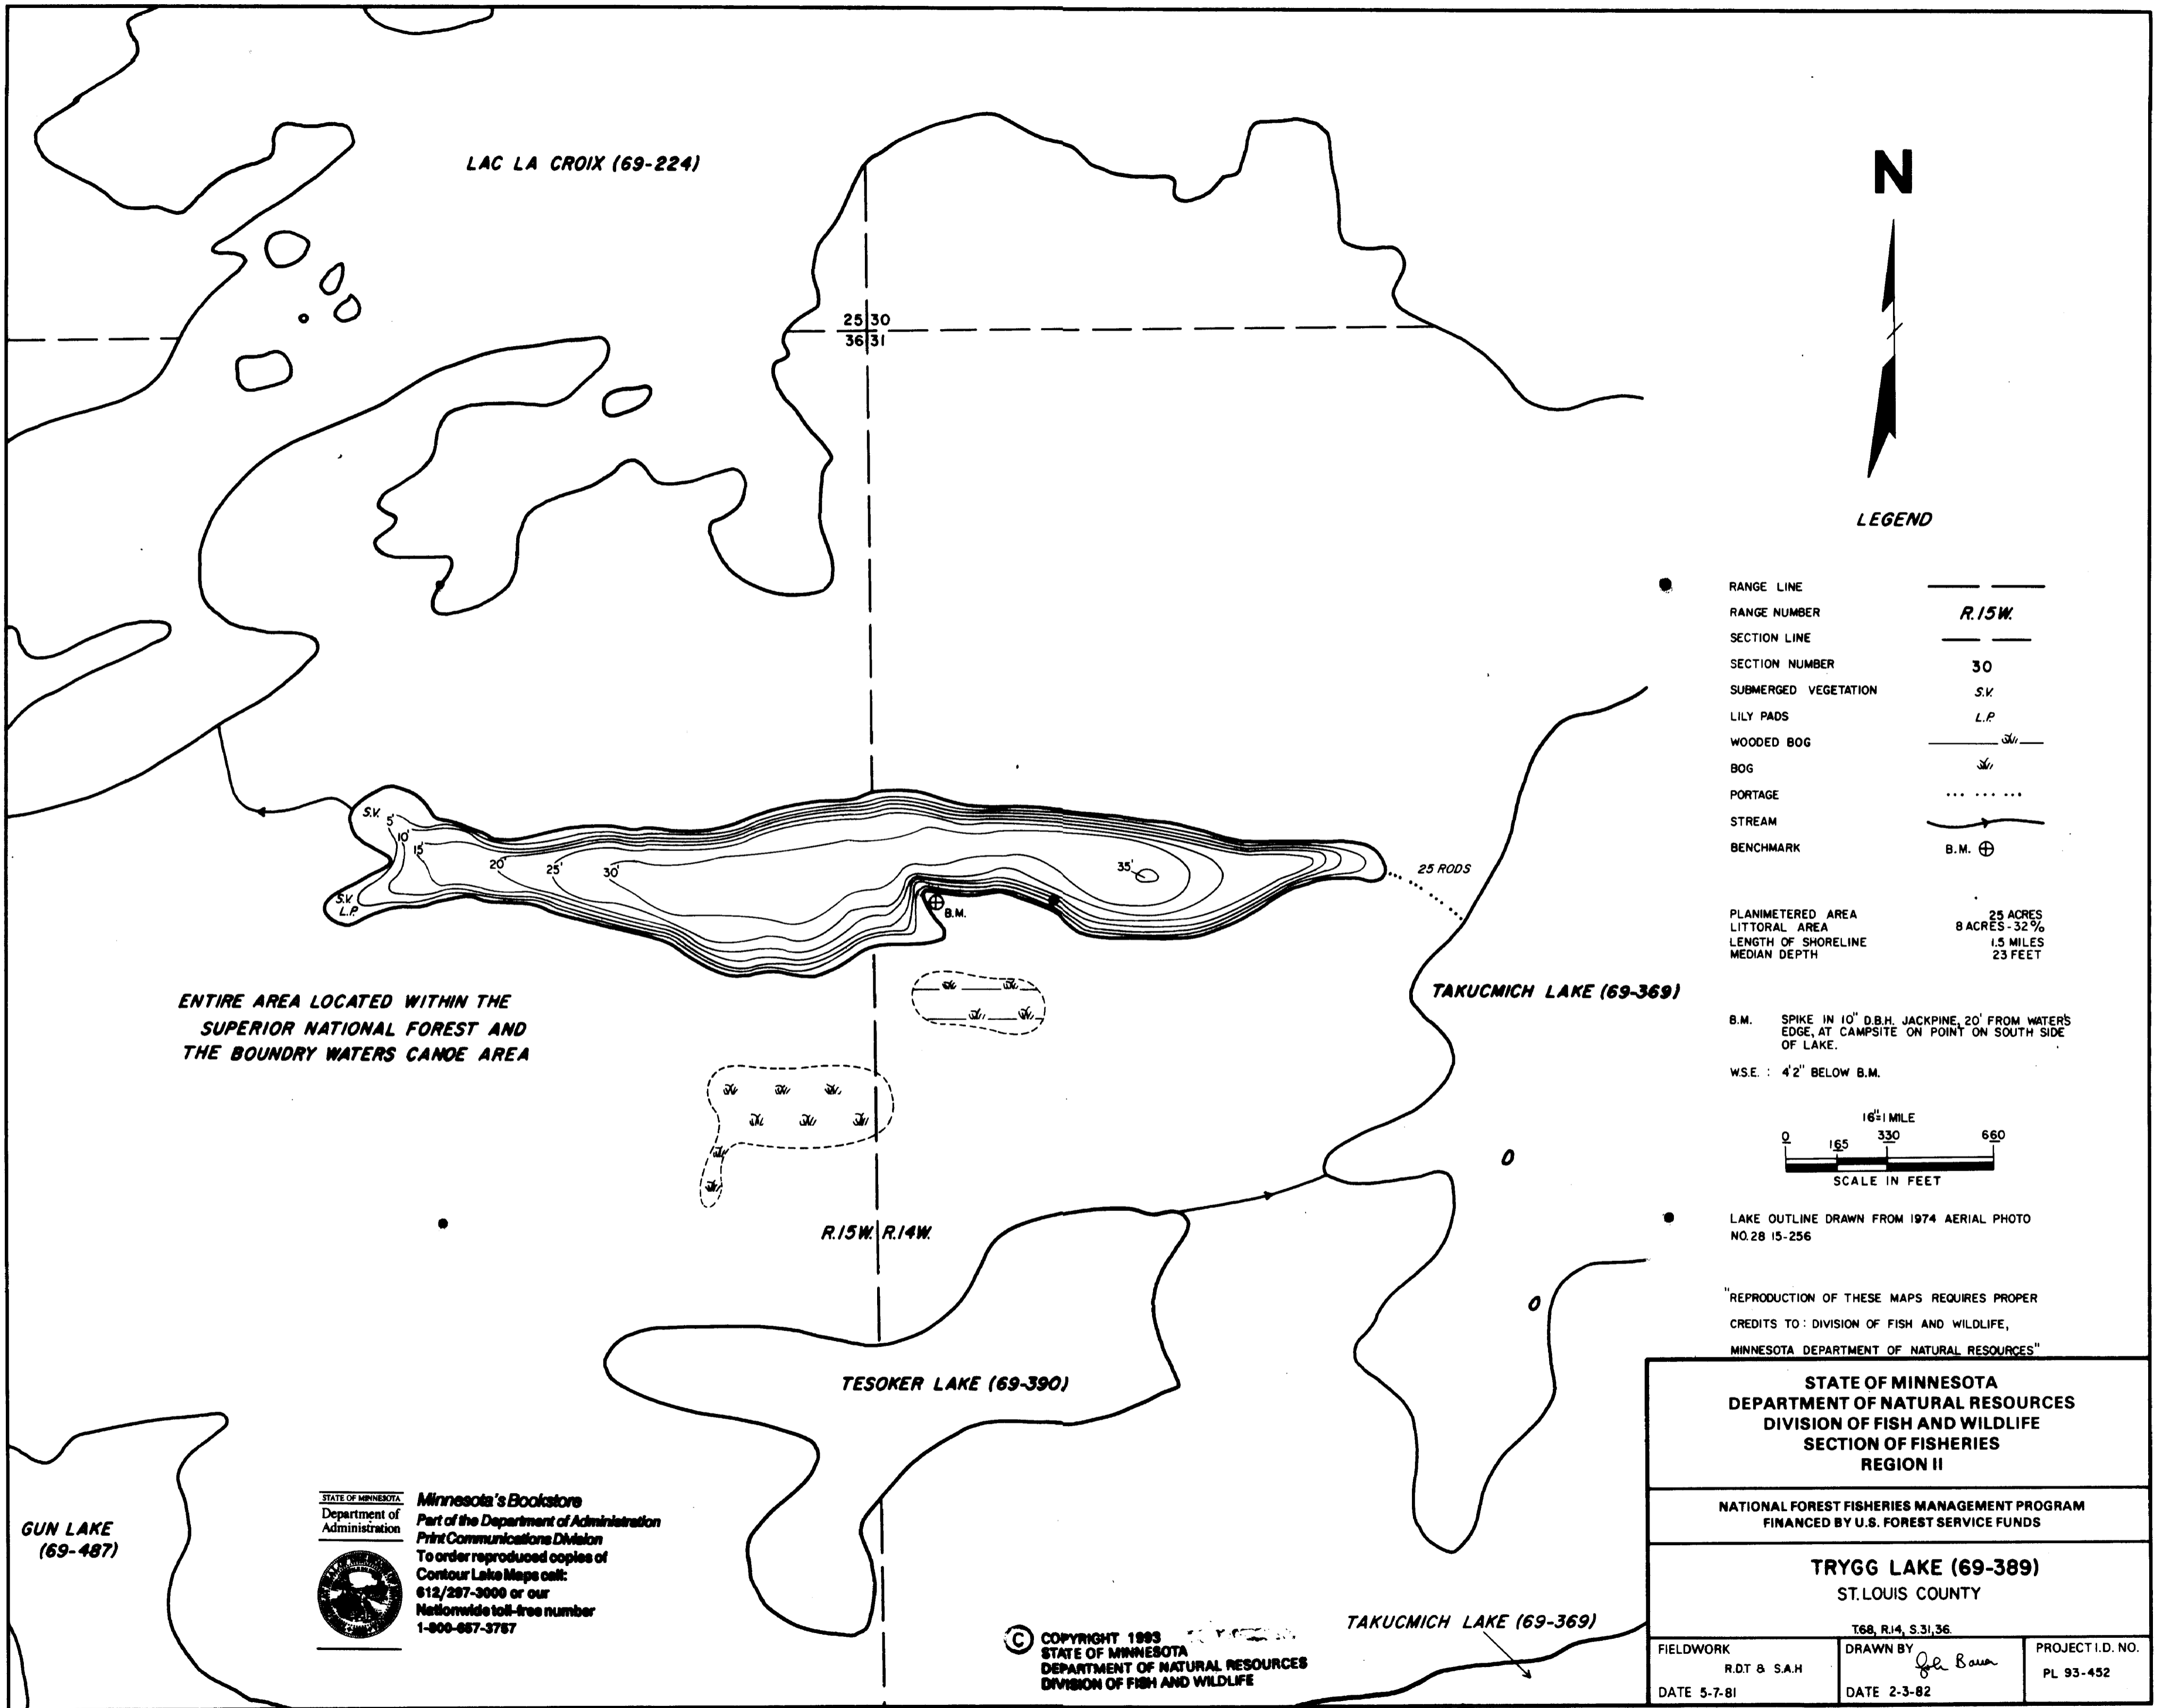 LAC LA CROIX (69-224)
N
25 30
36 31
LEGEND
RANGE LINE
RANGE NUMBER R.15W.
SECTION LINE
SECTION NUMBER 30
SUBMERGED VEGETATION S.V.
LILY PADS L.P.
WOODED BOG
BOG
PORTAGE
STREAM
BENCHMARK B.M.
S.V.
5'
10'
15'
20'
25'
30'
35'
S.V.
L.P.
B.M.
25 RODS
PLANIMETERED AREA 25 ACRES
LITTORAL AREA 8 ACRES-32%
LENGTH OF SHORELINE 1.5 MILES
MEDIAN DEPTH 23 FEET
TAKUCMICH LAKE (69-369)
ENTIRE AREA LOCATED WITHIN THE
SUPERIOR NATIONAL FOREST AND
THE BOUNDRY WATERS CANOE AREA
B.M. SPIKE IN 10" D.B.H. JACKPINE, 20' FROM WATER'S
EDGE, AT CAMPSITE ON POINT ON SOUTH SIDE
OF LAKE.
W.S.E. : 4'2" BELOW B.M.
16"=1 MILE
0 165 330 660
SCALE IN FEET
R.15W. R.14W.
LAKE OUTLINE DRAWN FROM 1974 AERIAL PHOTO
NO. 28 15-256
"REPRODUCTION OF THESE MAPS REQUIRES PROPER
CREDITS TO : DIVISION OF FISH AND WILDLIFE,
MINNESOTA DEPARTMENT OF NATURAL RESOURCES"
TESOKER LAKE (69-390)
GUN LAKE
(69-487)
STATE OF MINNESOTA
Department of
Administration
Minnesota's Bookstore
Part of the Department of Administration
Print Communications Division
To order reproduced copies of
Contour Lake Maps call:
612/297-3000 or our
Nationwide toll-free number
1-800-657-3757
© COPYRIGHT 1993
STATE OF MINNESOTA
DEPARTMENT OF NATURAL RESOURCES
DIVISION OF FISH AND WILDLIFE
TAKUCMICH LAKE (69-369)
STATE OF MINNESOTA
DEPARTMENT OF NATURAL RESOURCES
DIVISION OF FISH AND WILDLIFE
SECTION OF FISHERIES
REGION II
NATIONAL FOREST FISHERIES MANAGEMENT PROGRAM
FINANCED BY U.S. FOREST SERVICE FUNDS
TRYGG LAKE (69-389)
ST. LOUIS COUNTY
T.68, R.14, S.31,36.
FIELDWORK
R.D.T & S.A.H
DATE 5-7-81
DRAWN BY
John Bauer
DATE 2-3-82
PROJECT I.D. NO.
PL 93-452